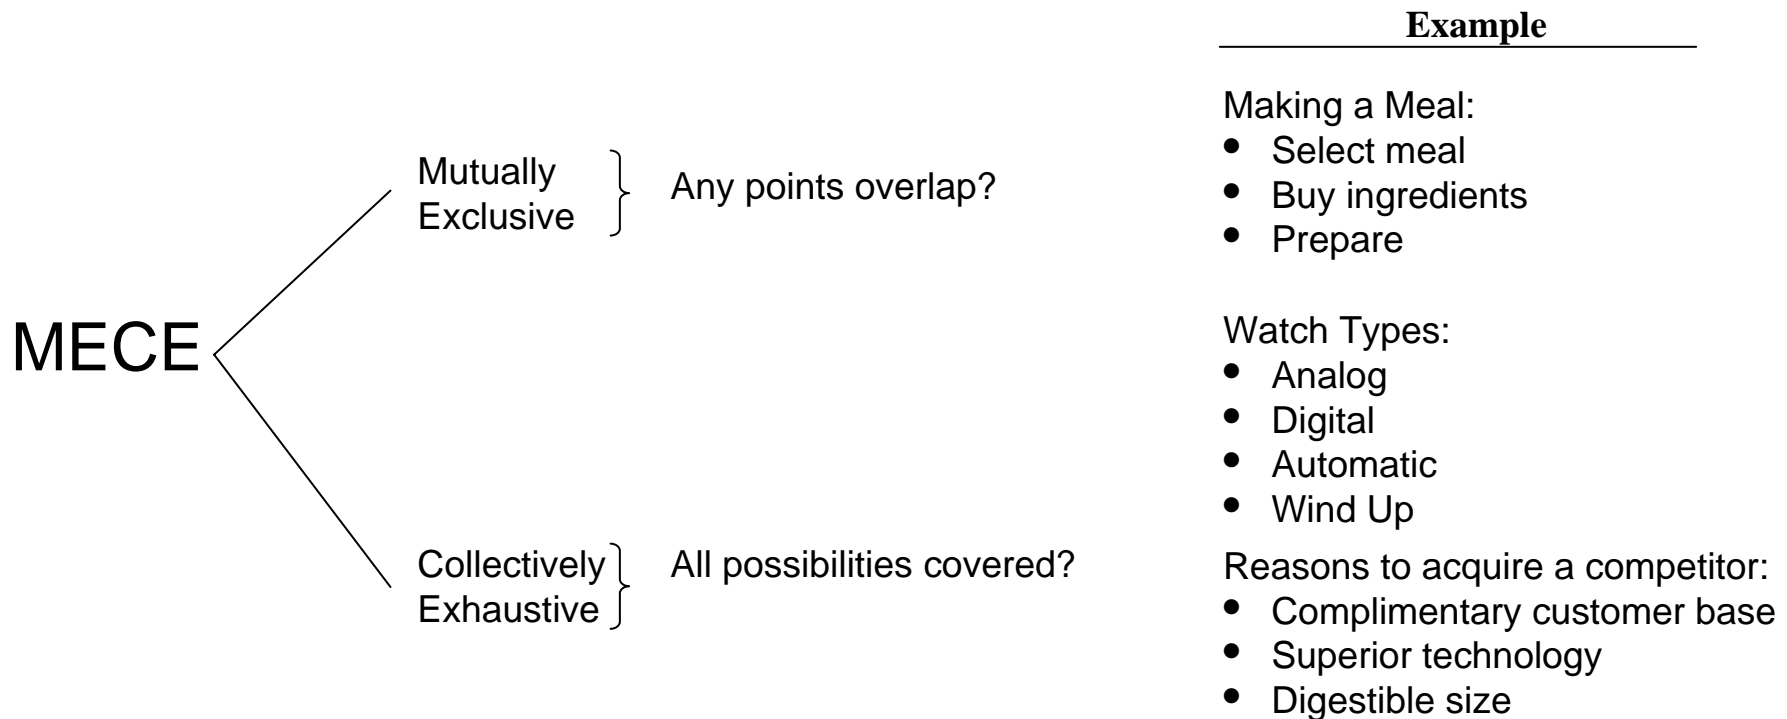 Example
MECE
Mutually
Exclusive
Any points overlap?
Collectively
Exhaustive
All possibilities covered?
Making a Meal:
• Select meal
• Buy ingredients
• Prepare
Watch Types:
• Analog
• Digital
• Automatic
• Wind Up
Reasons to acquire a competitor:
• Complimentary customer base
• Superior technology
• Digestible size